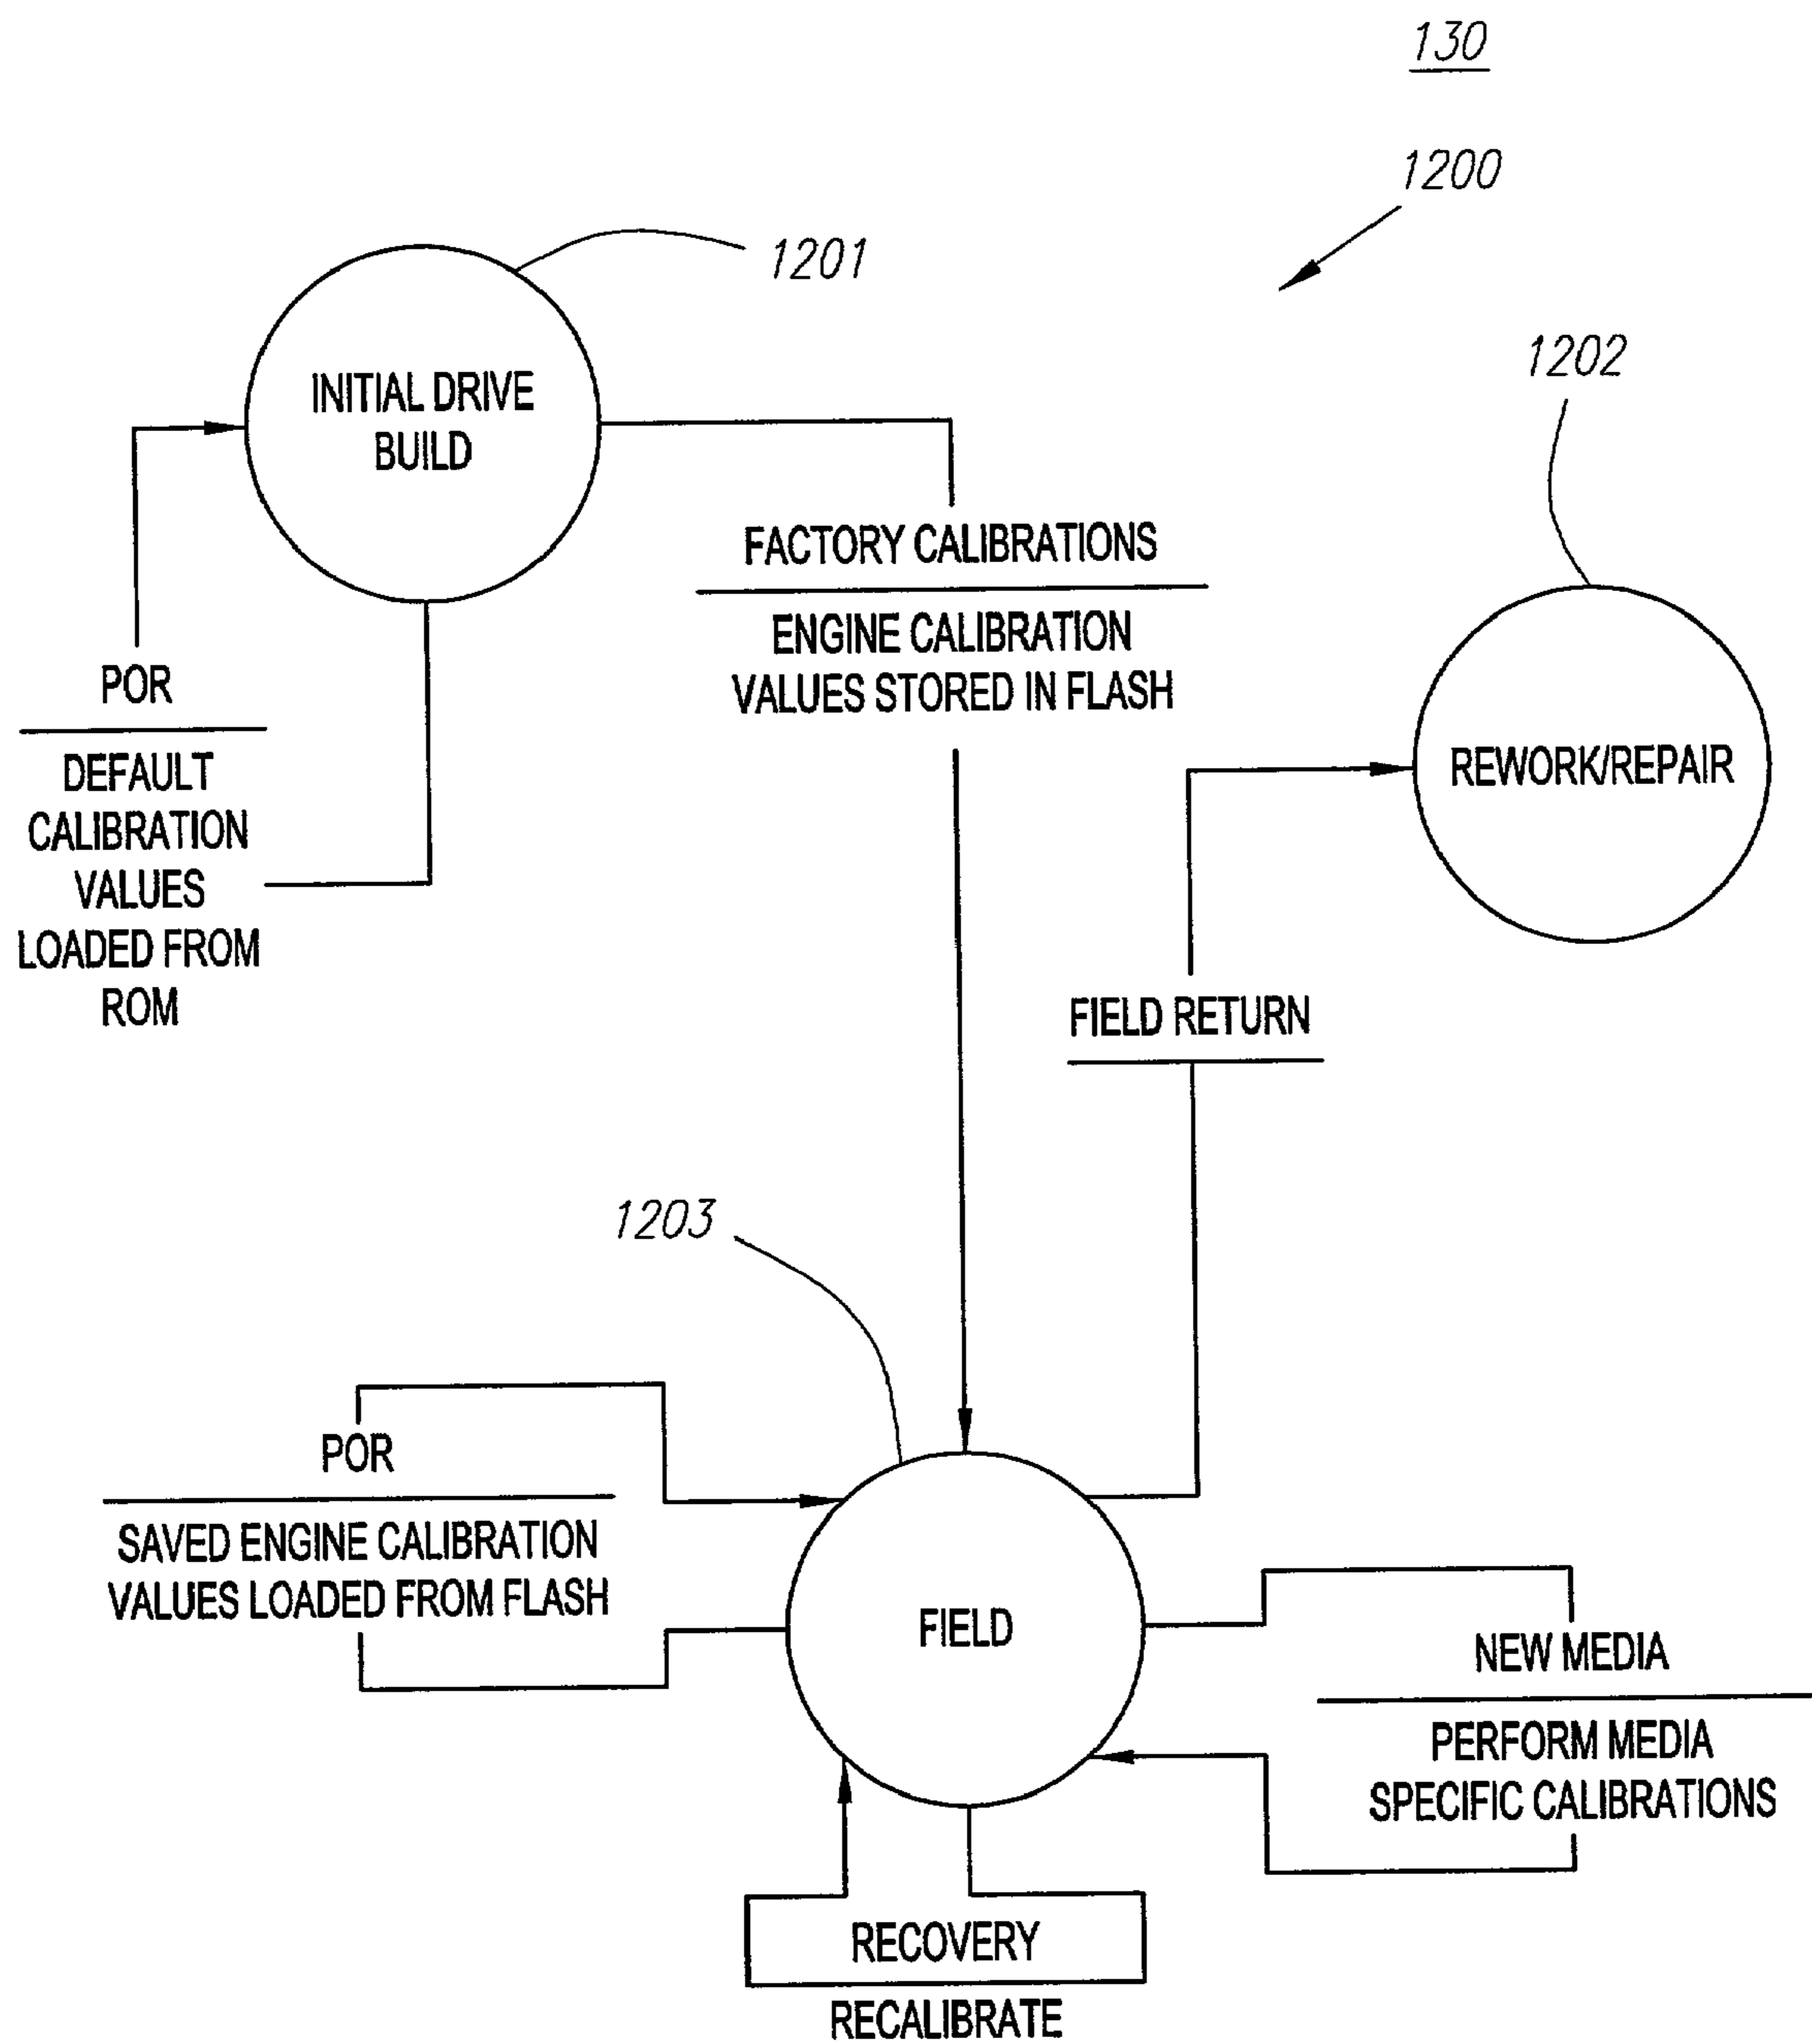 130
1200
1201
INITIAL DRIVE
BUILD
1202
FACTORY CALIBRATIONS
ENGINE CALIBRATION
VALUES STORED IN FLASH
POR
DEFAULT
CALIBRATION
VALUES
LOADED FROM
ROM
REWORK/REPAIR
FIELD RETURN
1203
POR
SAVED ENGINE CALIBRATION
VALUES LOADED FROM FLASH
FIELD
NEW MEDIA
PERFORM MEDIA
SPECIFIC CALIBRATIONS
RECOVERY
RECALIBRATE